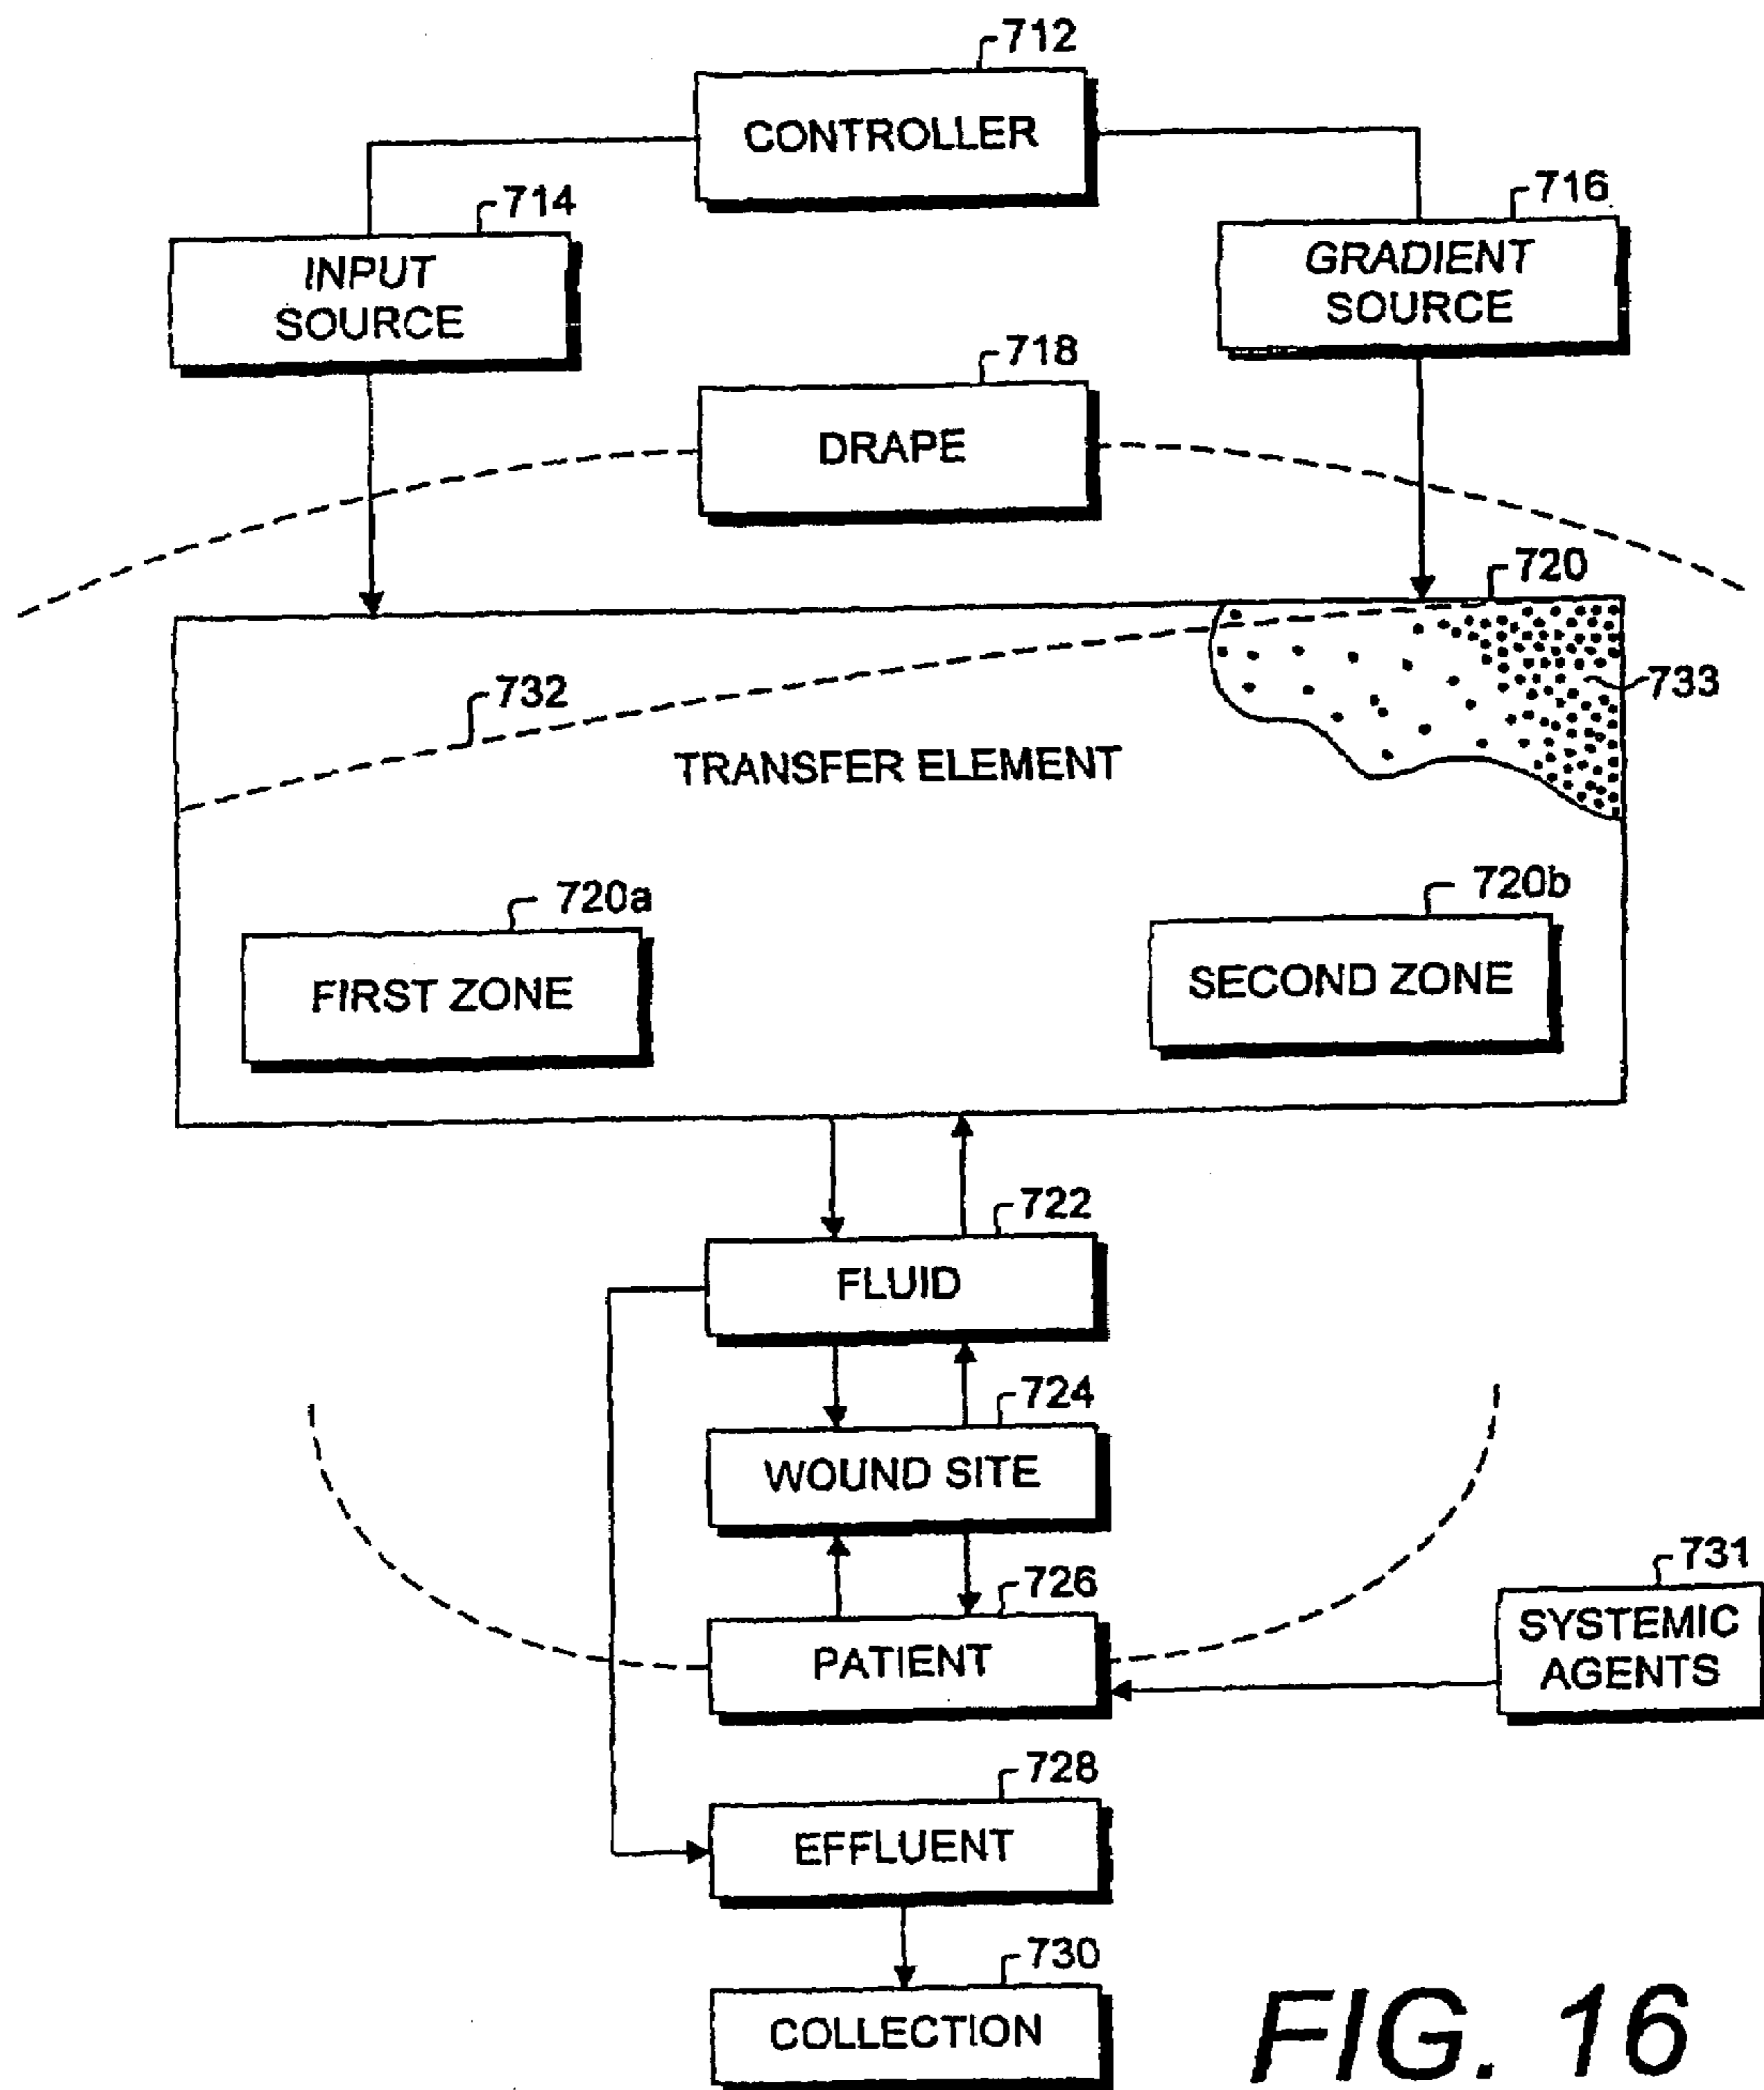 712
CONTROLLER
714
716
INPUT
SOURCE
GRADIENT
SOURCE
718
DRAPE
720
732
733
TRANSFER ELEMENT
720a
720b
FIRST ZONE
SECOND ZONE
722
FLUID
724
WOUND SITE
726
731
PATIENT
SYSTEMIC
AGENTS
728
EFFLUENT
730
COLLECTION
FIG. 16